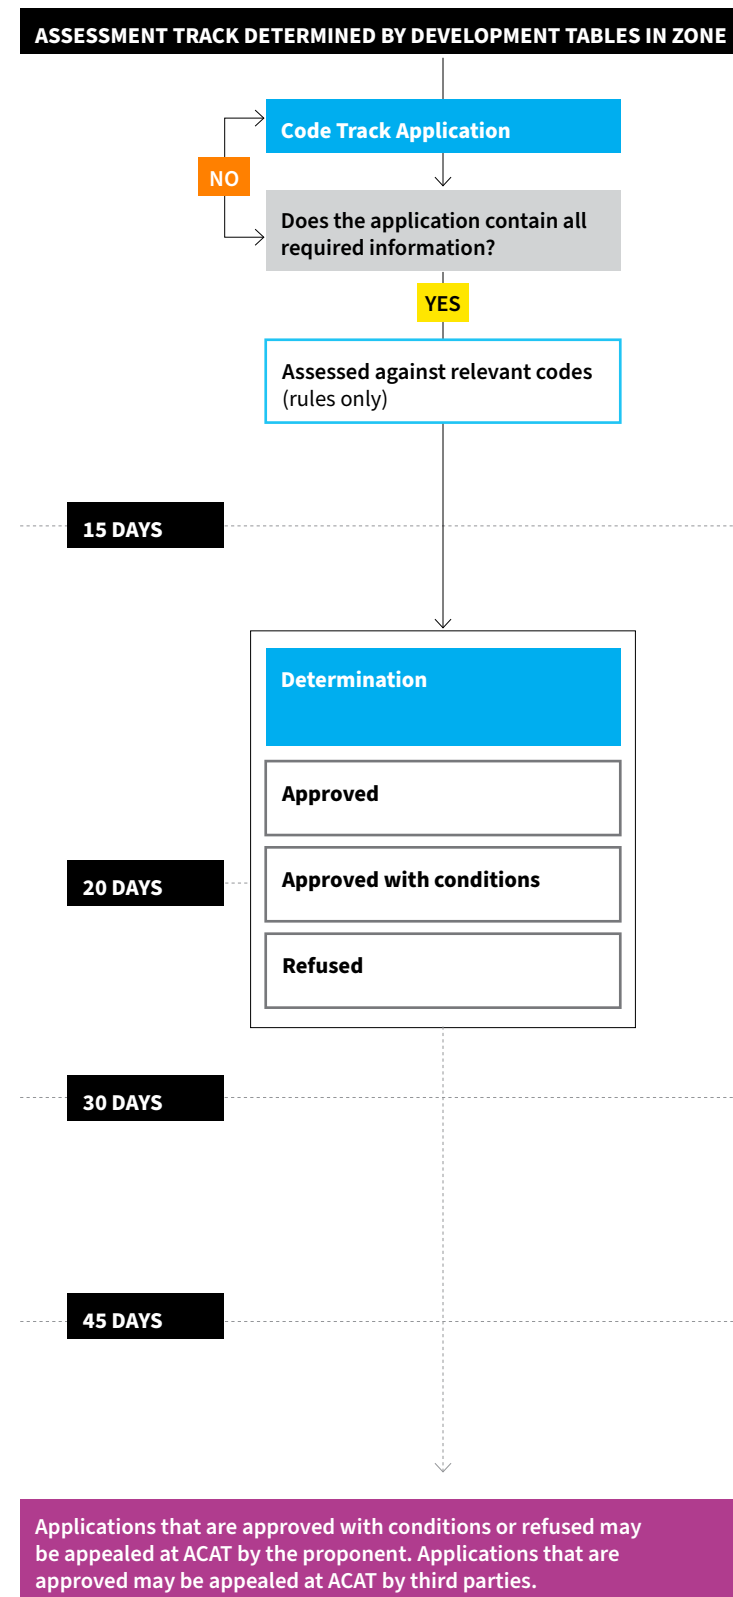 ASSESSMENT TRACK DETERMINED BY DEVELOPMENT TABLES IN ZONE
Code Track Application
NO
Does the application contain all
required information?
YES
Assessed against relevant codes
(rules only)
15 DAYS
Determination
Approved
20 DAYS
Approved with conditions
Refused
30 DAYS
45 DAYS
Applications that are approved with conditions or refused may
be appealed at ACAT by the proponent. Applications that are
approved may be appealed at ACAT by third parties.